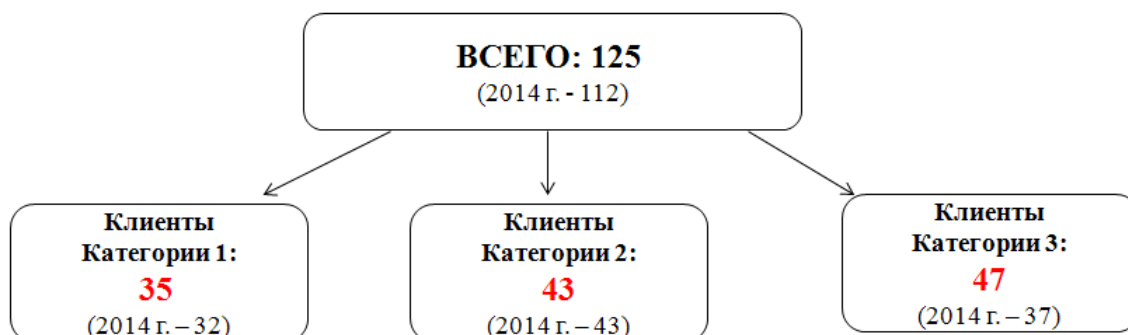 ВСЕГО: 125
(2014 г. - 112)
Клиенты
Категории 1:
35
(2014 г. – 32)
Клиенты
Категории 2:
43
(2014 г. – 43)
Клиенты
Категории 3:
47
(2014 г. – 37)